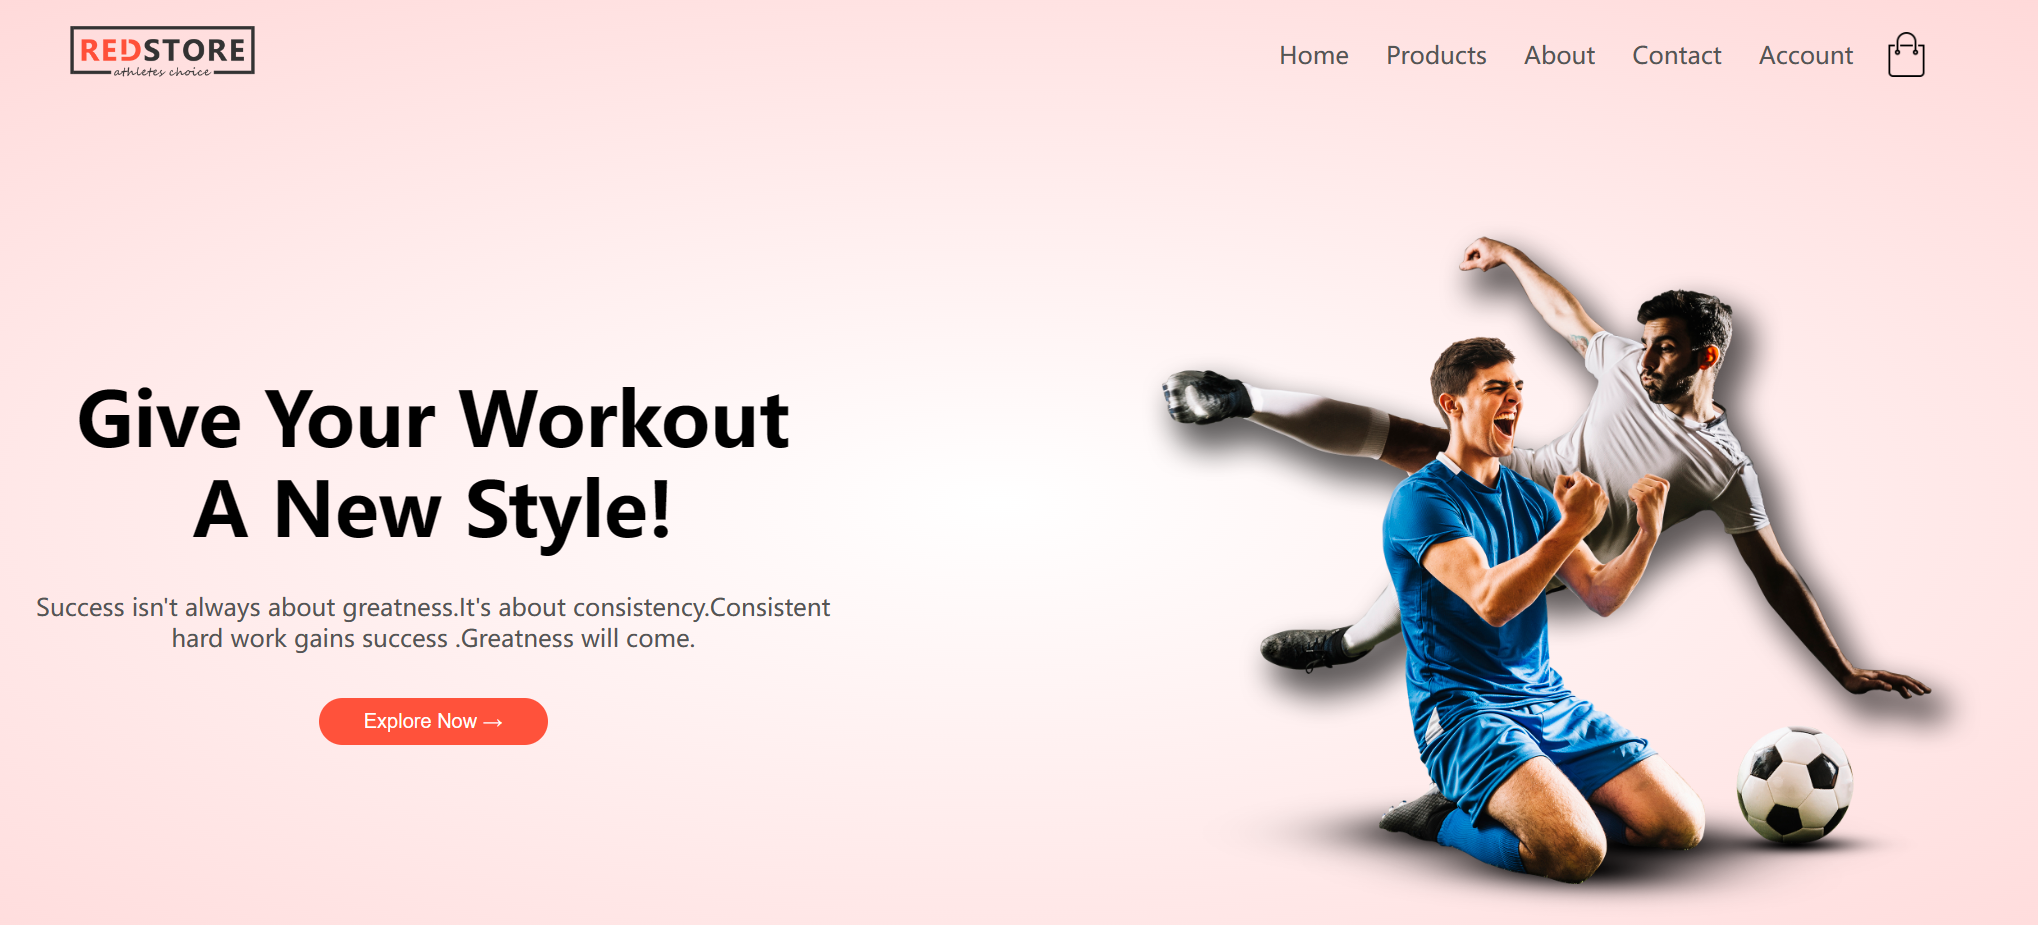 REDSTORE
athletes choice
Home Products About Contact Account
Give Your Workout
A New Style!
Success isn't always about greatness.It's about consistency.Consistent
hard work gains success .Greatness will come.
Explore Now →